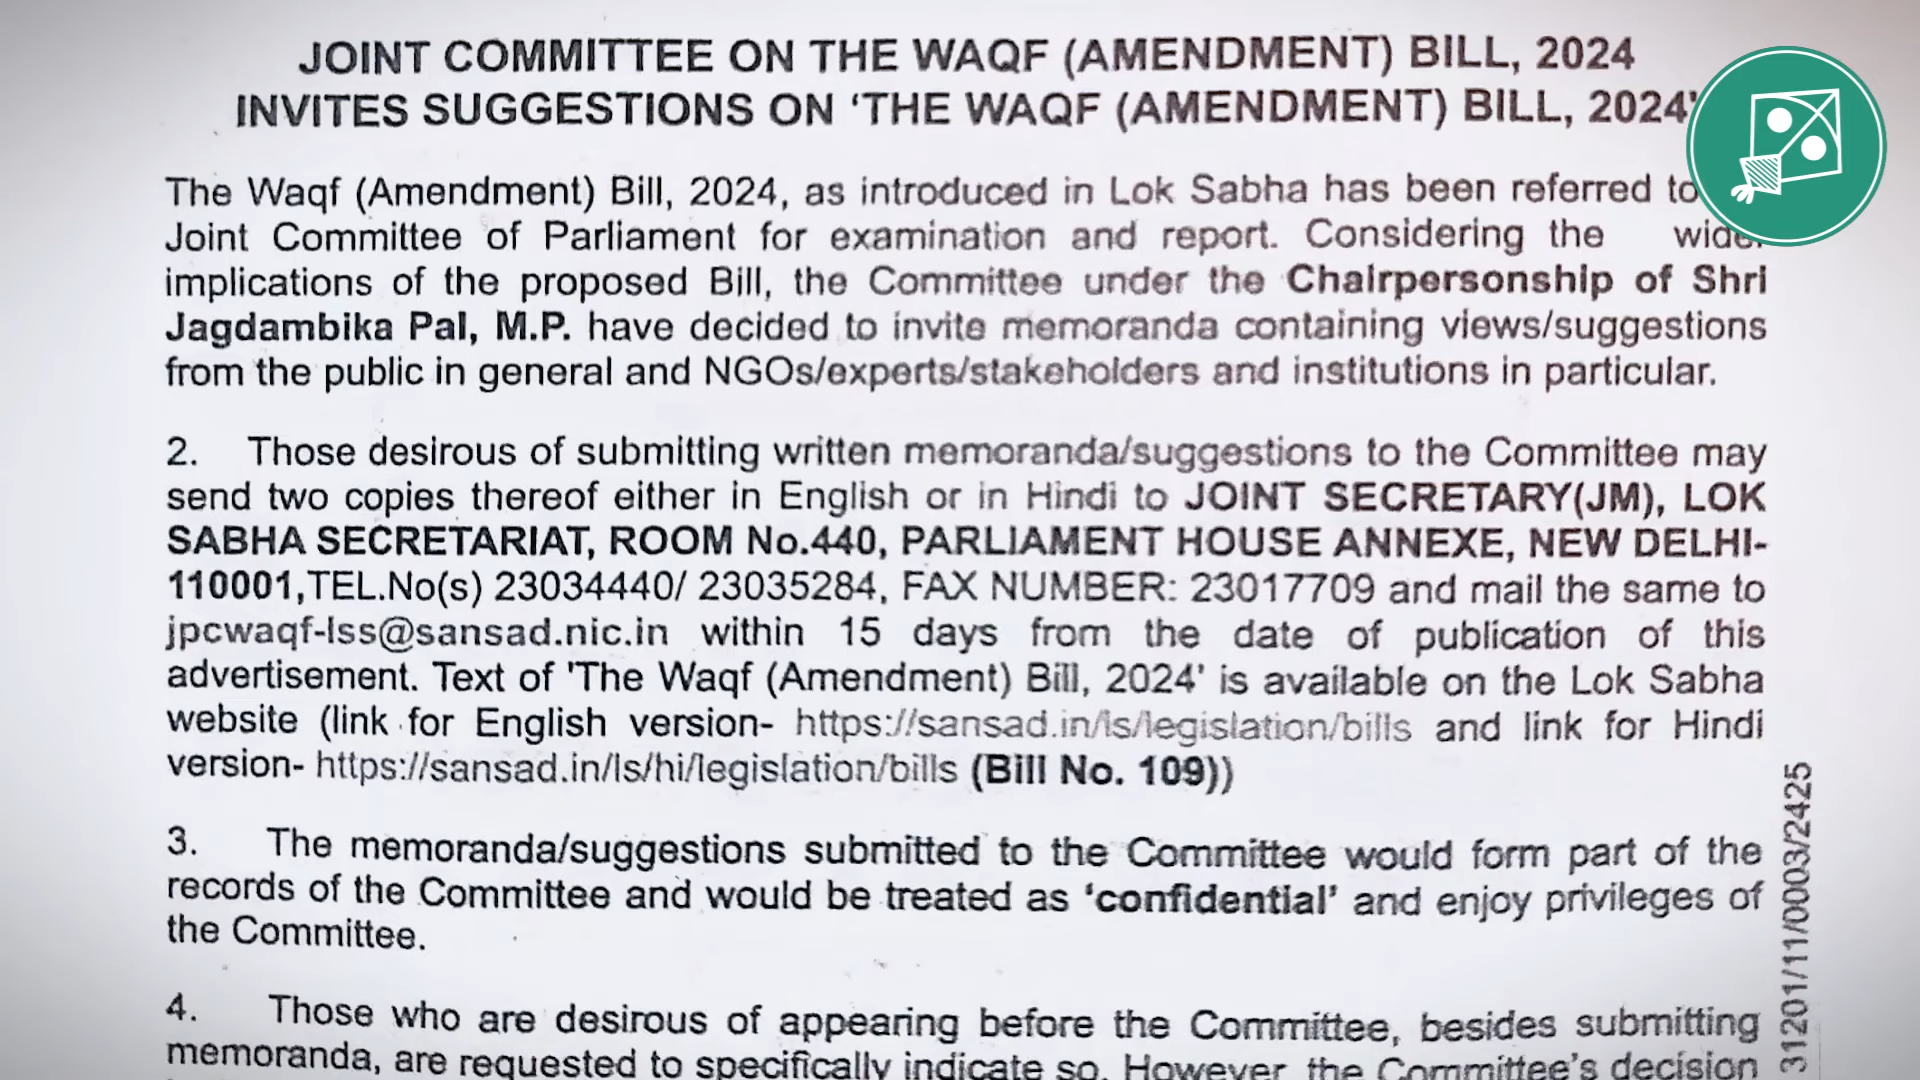 JOINT COMMITTEE ON THE WAQF (AMENDMENT) BILL, 2024
INVITES SUGGESTIONS ON ‘THE WAQF (AMENDMENT) BILL, 2024’
The Waqf (Amendment) Bill, 2024, as introduced in Lok Sabha has been referred to
Joint Committee of Parliament for examination and report. Considering the wider
implications of the proposed Bill, the Committee under the Chairpersonship of Shri
Jagdambika Pal, M.P. have decided to invite memoranda containing views/suggestions
from the public in general and NGOs/experts/stakeholders and institutions in particular.
2. Those desirous of submitting written memoranda/suggestions to the Committee may
send two copies thereof either in English or in Hindi to JOINT SECRETARY(JM), LOK
SABHA SECRETARIAT, ROOM No.440, PARLIAMENT HOUSE ANNEXE, NEW DELHI-
110001,TEL.No(s) 23034440/ 23035284, FAX NUMBER: 23017709 and mail the same to
jpcwaqf-lss@sansad.nic.in within 15 days from the date of publication of this
advertisement. Text of 'The Waqf (Amendment) Bill, 2024' is available on the Lok Sabha
website (link for English version- https://sansad.in/ls/legislation/bills and link for Hindi
version- https://sansad.in/ls/hi/legislation/bills (Bill No. 109))
3. The memoranda/suggestions submitted to the Committee would form part of the
records of the Committee and would be treated as ‘confidential’ and enjoy privileges of
the Committee.
4. Those who are desirous of appearing before the Committee, besides submitting
memoranda, are requested to specifically indicate so. However the Committee's decision
31201/11/0003/2425